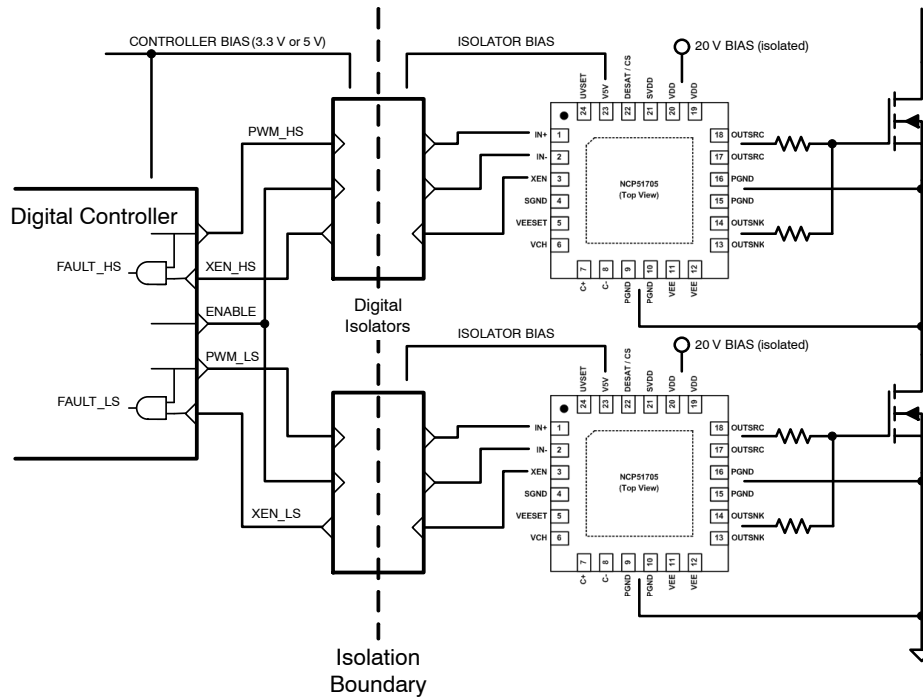 CONTROLLER BIAS (3.3 V or 5 V)
ISOLATOR BIAS
20 V BIAS (isolated)
PWM_HS
Digital Controller
FAULT_HS
XEN_HS
ENABLE
PWM_LS
FAULT_LS
XEN_LS
Digital
Isolators
UVSET
V5V
DESAT / CS
SVDD
VDD
VDD
24
23
22
21
20
19
IN+
1
IN-
2
XEN
3
SGND
4
VEESET
5
VCH
6
NCP51705
(Top View)
18
OUTSRC
17
OUTSRC
16
PGND
15
PGND
14
OUTSNK
13
OUTSNK
7
8
9
10
11
12
C+
C-
PGND
PGND
VEE
VEE
ISOLATOR BIAS
20 V BIAS (isolated)
UVSET
V5V
DESAT / CS
SVDD
VDD
VDD
24
23
22
21
20
19
IN+
1
IN-
2
XEN
3
SGND
4
VEESET
5
VCH
6
NCP51705
(Top View)
18
OUTSRC
17
OUTSRC
16
PGND
15
PGND
14
OUTSNK
13
OUTSNK
7
8
9
10
11
12
C+
C-
PGND
PGND
VEE
VEE
Isolation
Boundary